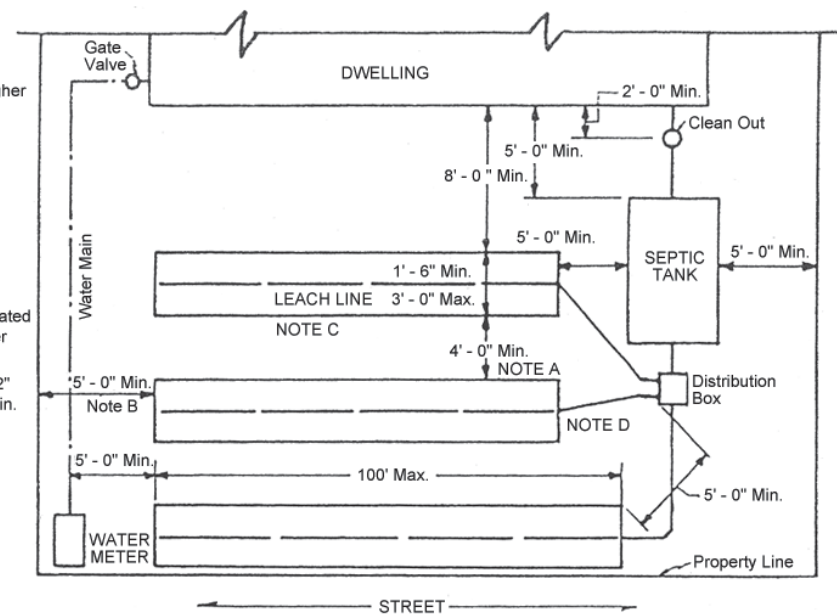 Gate
Valve
DWELLING
2' - 0" Min.
Clean Out
5' - 0" Min.
8' - 0 " Min.
5' - 0" Min.
SEPTIC
TANK
5' - 0" Min.
Water Main
1' - 6" Min.
LEACH LINE
3' - 0" Max.
NOTE C
4' - 0" Min.
NOTE A
5' - 0" Min.
Note B
Distribution
Box
NOTE D
5' - 0" Min.
100' Max.
5' - 0" Min.
WATER
METER
Property Line
STREET